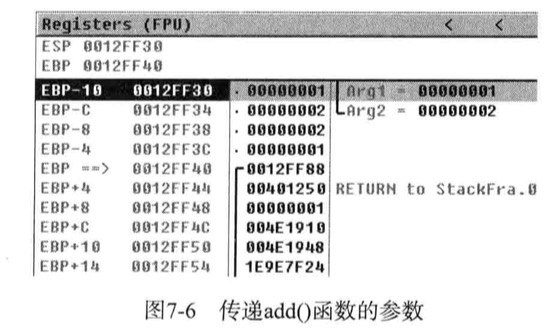 Registers (FPU) < <
ESP 0012FF30
EBP 0012FF40
EBP-10 0012FF30 · 00000001 Arg1 = 00000001
EBP-C 0012FF34 · 00000002 Arg2 = 00000002
EBP-8 0012FF38 · 00000002
EBP-4 0012FF3C · 00000001
EBP ==> 0012FF40 0012FF88
EBP+4 0012FF44 00401250 RETURN to StackFra.0
EBP+8 0012FF48 00000001
EBP+C 0012FF4C 004E1910
EBP+10 0012FF50 004E1948
EBP+14 0012FF54 1E9E7F24
图7-6 传递add()函数的参数